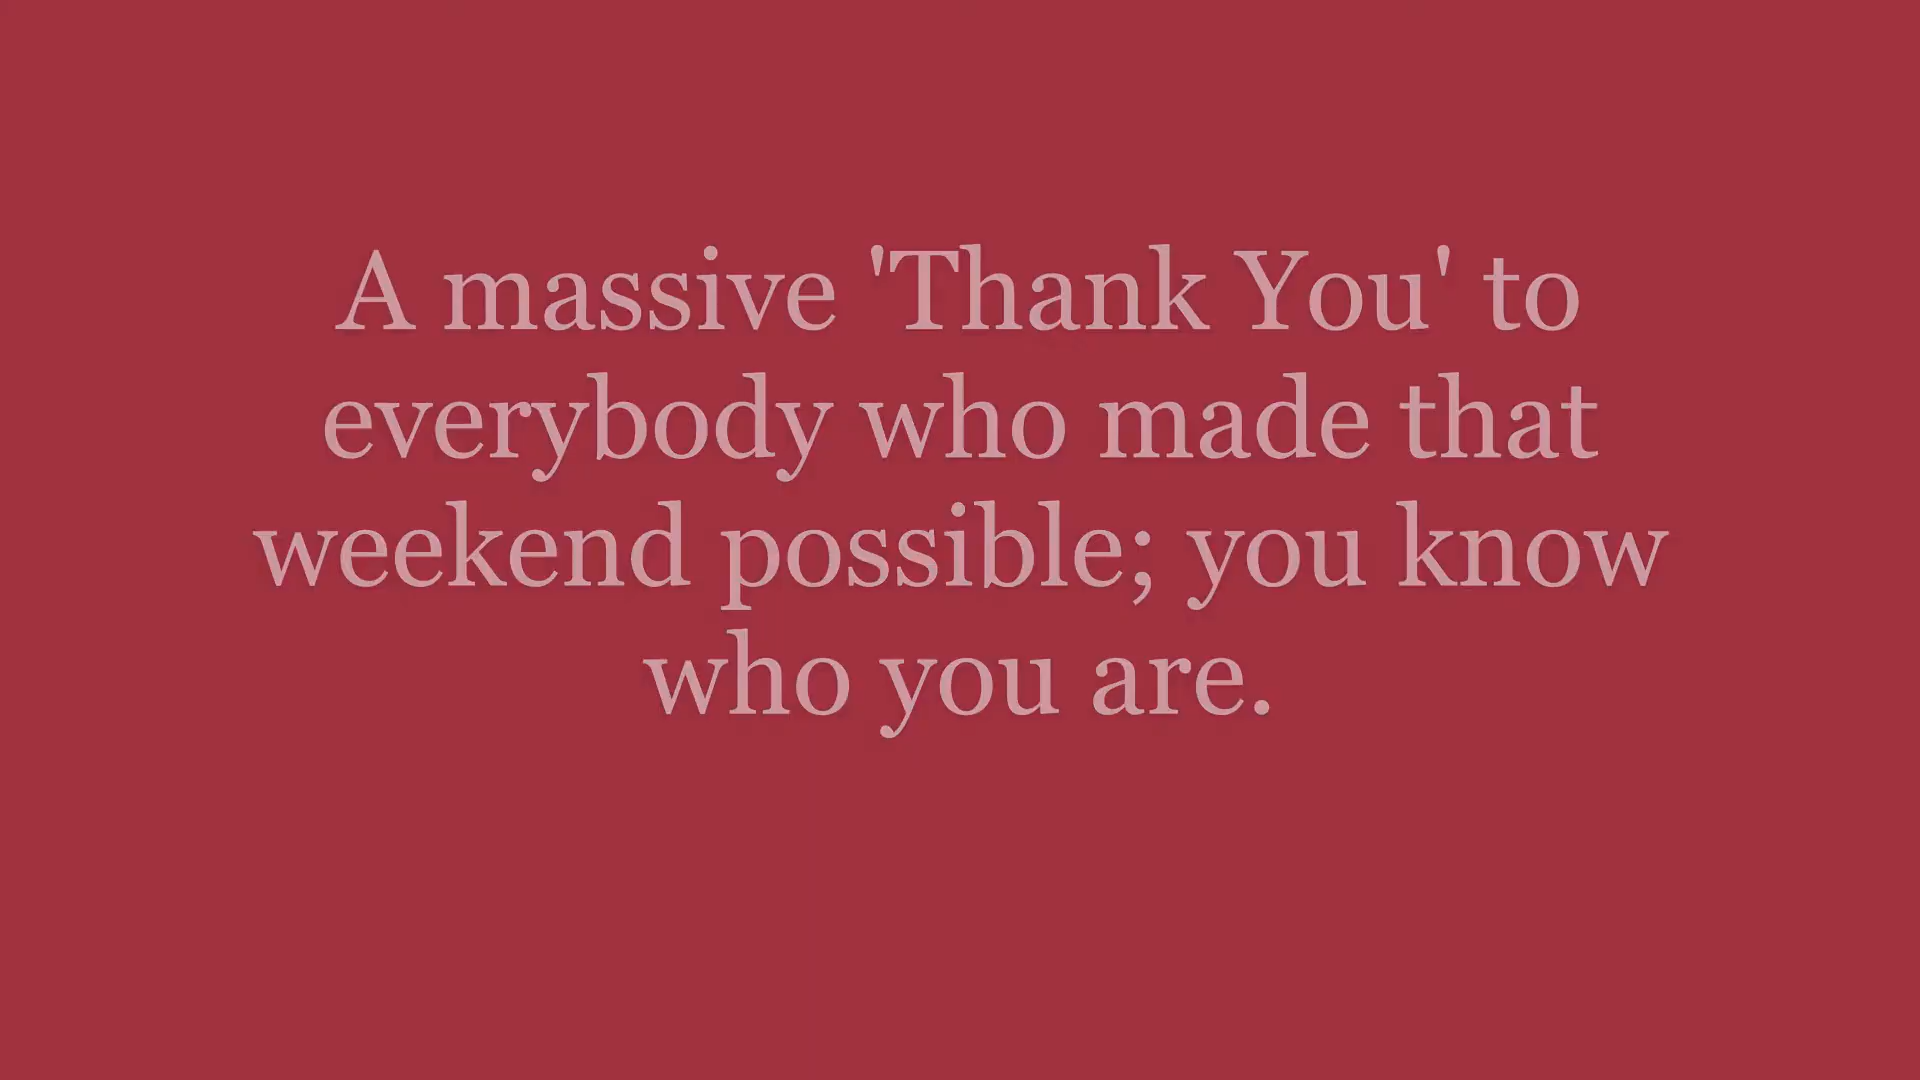 A massive 'Thank You' to
everybody who made that
weekend possible; you know
who you are.